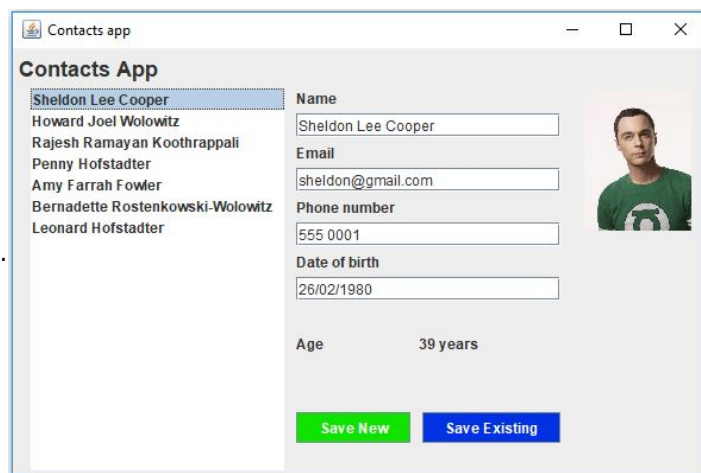 Contacts app
Contacts App
Sheldon Lee Cooper
Howard Joel Wolowitz
Rajesh Ramayan Koothrappali
Penny Hofstadter
Amy Farrah Fowler
Bernadette Rostenkowski-Wolowitz
Leonard Hofstadter
Name
Sheldon Lee Cooper
Email
sheldon@gmail.com
Phone number
555 0001
Date of birth
26/02/1980
Age 39 years
Save New Save Existing